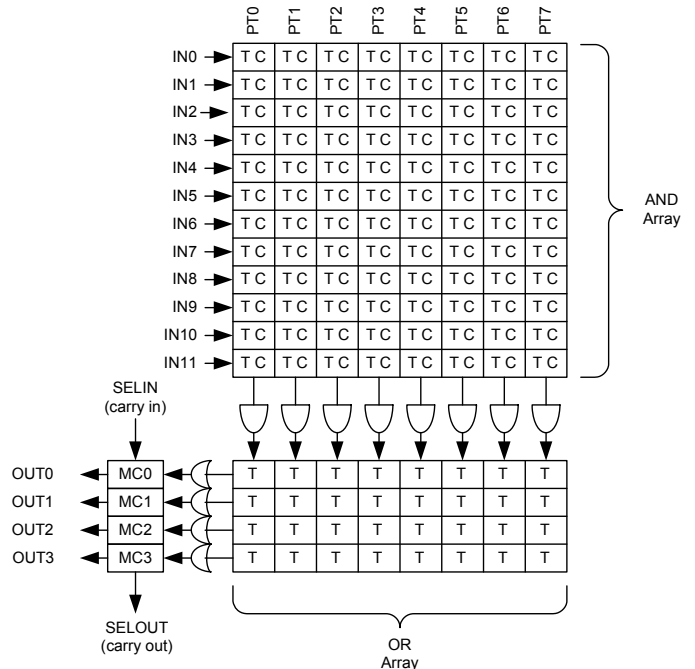 PT0 PT1 PT2 PT3 PT4 PT5 PT6 PT7
IN0 T C T C T C T C T C T C T C T C
IN1 T C T C T C T C T C T C T C T C
IN2 T C T C T C T C T C T C T C T C
IN3 T C T C T C T C T C T C T C T C
IN4 T C T C T C T C T C T C T C T C
IN5 T C T C T C T C T C T C T C T C
IN6 T C T C T C T C T C T C T C T C
IN7 T C T C T C T C T C T C T C T C
IN8 T C T C T C T C T C T C T C T C
IN9 T C T C T C T C T C T C T C T C
IN10 T C T C T C T C T C T C T C T C
IN11 T C T C T C T C T C T C T C T C
AND
Array
SELIN
(carry in)
OUT0 MC0 T T T T T T T T
OUT1 MC1 T T T T T T T T
OUT2 MC2 T T T T T T T T
OUT3 MC3 T T T T T T T T
SELOUT
(carry out)
OR
Array